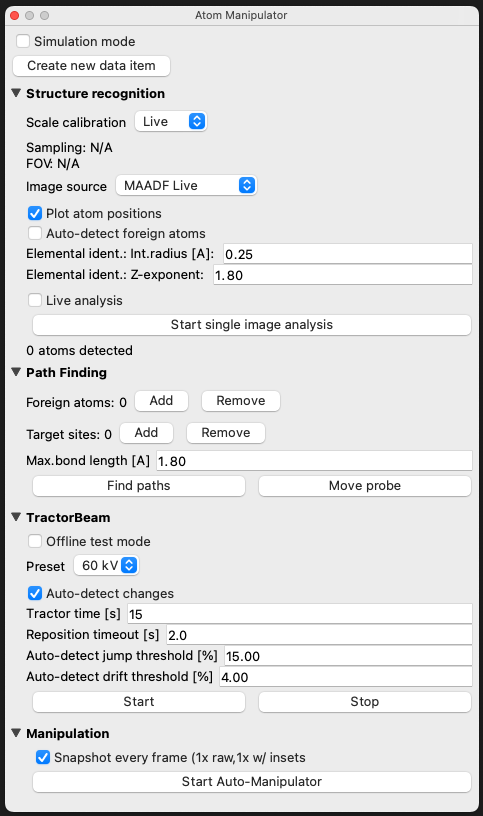 Atom Manipulator
Simulation mode
Create new data item
Structure recognition
Scale calibration Live
Sampling: N/A
FOV: N/A
Image source MAADF Live
Plot atom positions
Auto-detect foreign atoms
Elemental ident.: Int.radius [A]: 0.25
Elemental ident.: Z-exponent: 1.80
Live analysis
Start single image analysis
0 atoms detected
Path Finding
Foreign atoms: 0 Add Remove
Target sites: 0 Add Remove
Max.bond length [A] 1.80
Find paths Move probe
TractorBeam
Offline test mode
Preset 60 kV
Auto-detect changes
Tractor time [s] 15
Reposition timeout [s] 2.0
Auto-detect jump threshold [%] 15.00
Auto-detect drift threshold [%] 4.00
Start Stop
Manipulation
Snapshot every frame (1x raw,1x w/ insets
Start Auto-Manipulator